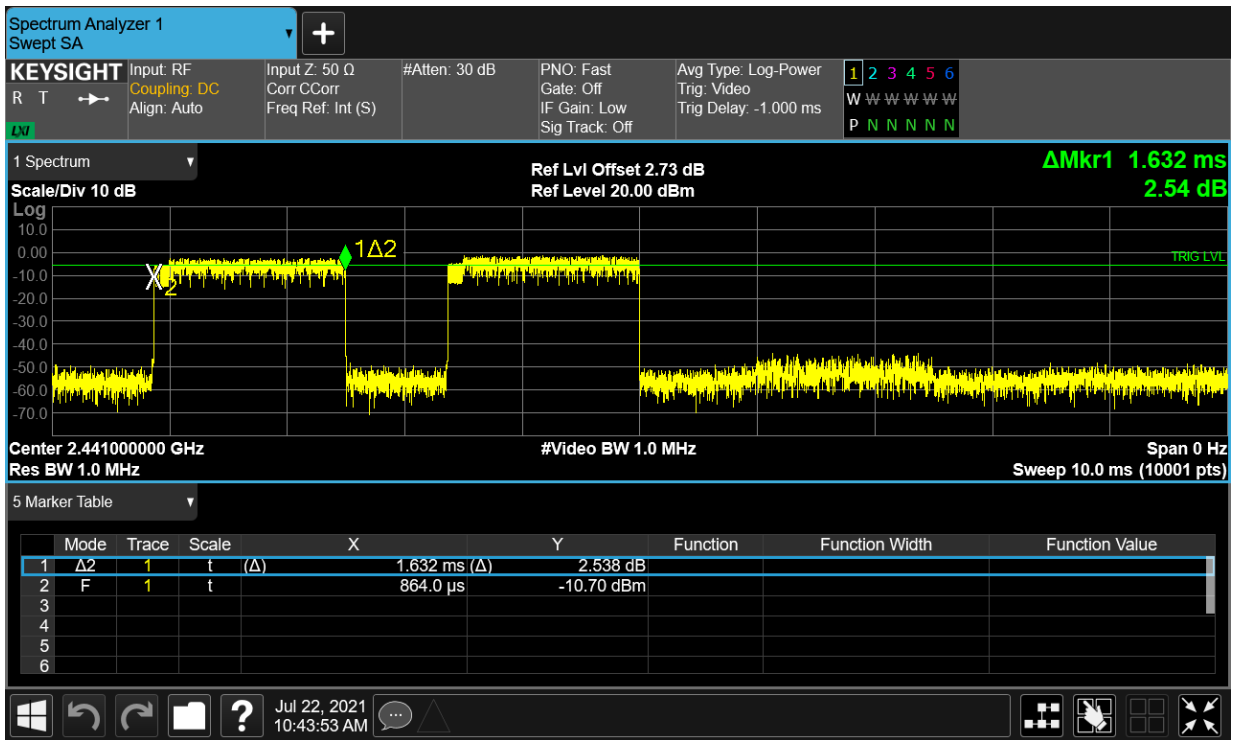 Spectrum Analyzer 1
Swept SA
+
KEYSIGHT
R T
LXI
Input: RF
Coupling: DC
Align: Auto
Input Z: 50 Ω
Corr CCorr
Freq Ref: Int (S)
#Atten: 30 dB
PNO: Fast
Gate: Off
IF Gain: Low
Sig Track: Off
Avg Type: Log-Power
Trig: Video
Trig Delay: -1.000 ms
1 2 3 4 5 6
W W W W W W
P N N N N N
1 Spectrum
Scale/Div 10 dB
Ref Lvl Offset 2.73 dB
Ref Level 20.00 dBm
ΔMkr1 1.632 ms
2.54 dB
Log
10.0
0.00
-10.0
-20.0
-30.0
-40.0
-50.0
-60.0
-70.0
X
2
1Δ2
TRIG LVL
Center 2.441000000 GHz
Res BW 1.0 MHz
#Video BW 1.0 MHz
Span 0 Hz
Sweep 10.0 ms (10001 pts)
5 Marker Table
Mode Trace Scale X Y Function Function Width Function Value
1 Δ2 1 t (Δ) 1.632 ms (Δ) 2.538 dB
2 F 1 t 864.0 µs -10.70 dBm
3
4
5
6
?
Jul 22, 2021
10:43:53 AM